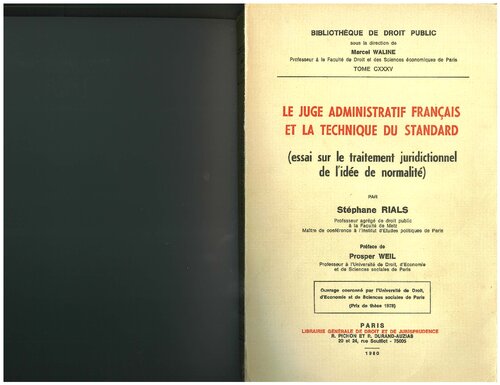 BIBLIOTHÈQUE DE DROIT PUBLIC
sous la direction de
Marcel WALINE
Professeur à la Faculté de Droit et des Sciences économiques de Paris
TOME CXXXV
LE JUGE ADMINISTRATIF FRANÇAIS
ET LA TECHNIQUE DU STANDARD
(essai sur le traitement juridictionnel
de l'idée de normalité)
PAR
Stéphane RIALS
Professeur agrégé de droit public
à la Faculté de Metz
Maître de conférence à l'Institut d'Etudes politiques de Paris
Préface de
Prosper WEIL
Professeur à l'Université de Droit, d'Economie
et de Sciences sociales de Paris
Ouvrage couronné par l'Université de Droit,
d'Economie et de Sciences sociales de Paris
(Prix de thèse 1978)
PARIS
LIBRAIRIE GÉNÉRALE DE DROIT ET DE JURISPRUDENCE
R. PICHON ET R. DURAND-AUZIAS
20 et 24, rue Soufflot - 75005
1980